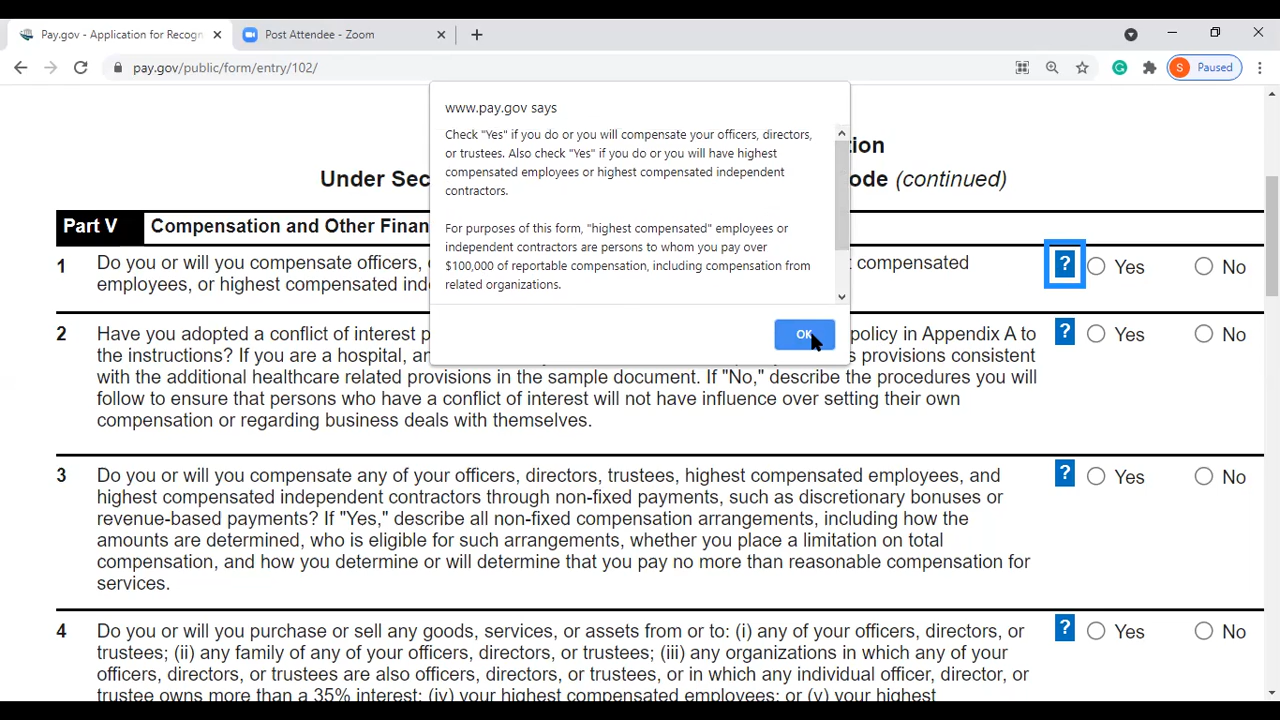 Pay.gov - Application for Recogn
Post Attendee - Zoom
pay.gov/public/form/entry/102/
S Paused
www.pay.gov says
Check "Yes" if you do or you will compensate your officers, directors,
or trustees. Also check "Yes" if you do or you will have highest
compensated employees or highest compensated independent
contractors.
For purposes of this form, "highest compensated" employees or
independent contractors are persons to whom you pay over
$100,000 of reportable compensation, including compensation from
related organizations.
OK
Under Sec ode (continued)
Part V Compensation and Other Finan
1 Do you or will you compensate officers, compensated ? Yes No
employees, or highest compensated ind
2 Have you adopted a conflict of interest p policy in Appendix A to ? Yes No
the instructions? If you are a hospital, an s provisions consistent
with the additional healthcare related provisions in the sample document. If "No," describe the procedures you will
follow to ensure that persons who have a conflict of interest will not have influence over setting their own
compensation or regarding business deals with themselves.
3 Do you or will you compensate any of your officers, directors, trustees, highest compensated employees, and ? Yes No
highest compensated independent contractors through non-fixed payments, such as discretionary bonuses or
revenue-based payments? If "Yes," describe all non-fixed compensation arrangements, including how the
amounts are determined, who is eligible for such arrangements, whether you place a limitation on total
compensation, and how you determine or will determine that you pay no more than reasonable compensation for
services.
4 Do you or will you purchase or sell any goods, services, or assets from or to: (i) any of your officers, directors, or ? Yes No
trustees; (ii) any family of any of your officers, directors, or trustees; (iii) any organizations in which any of your
officers, directors, or trustees are also officers, directors, or trustees, or in which any individual officer, director, or
trustee owns more than a 35% interest; (iv) your highest compensated employees; or (v) your highest